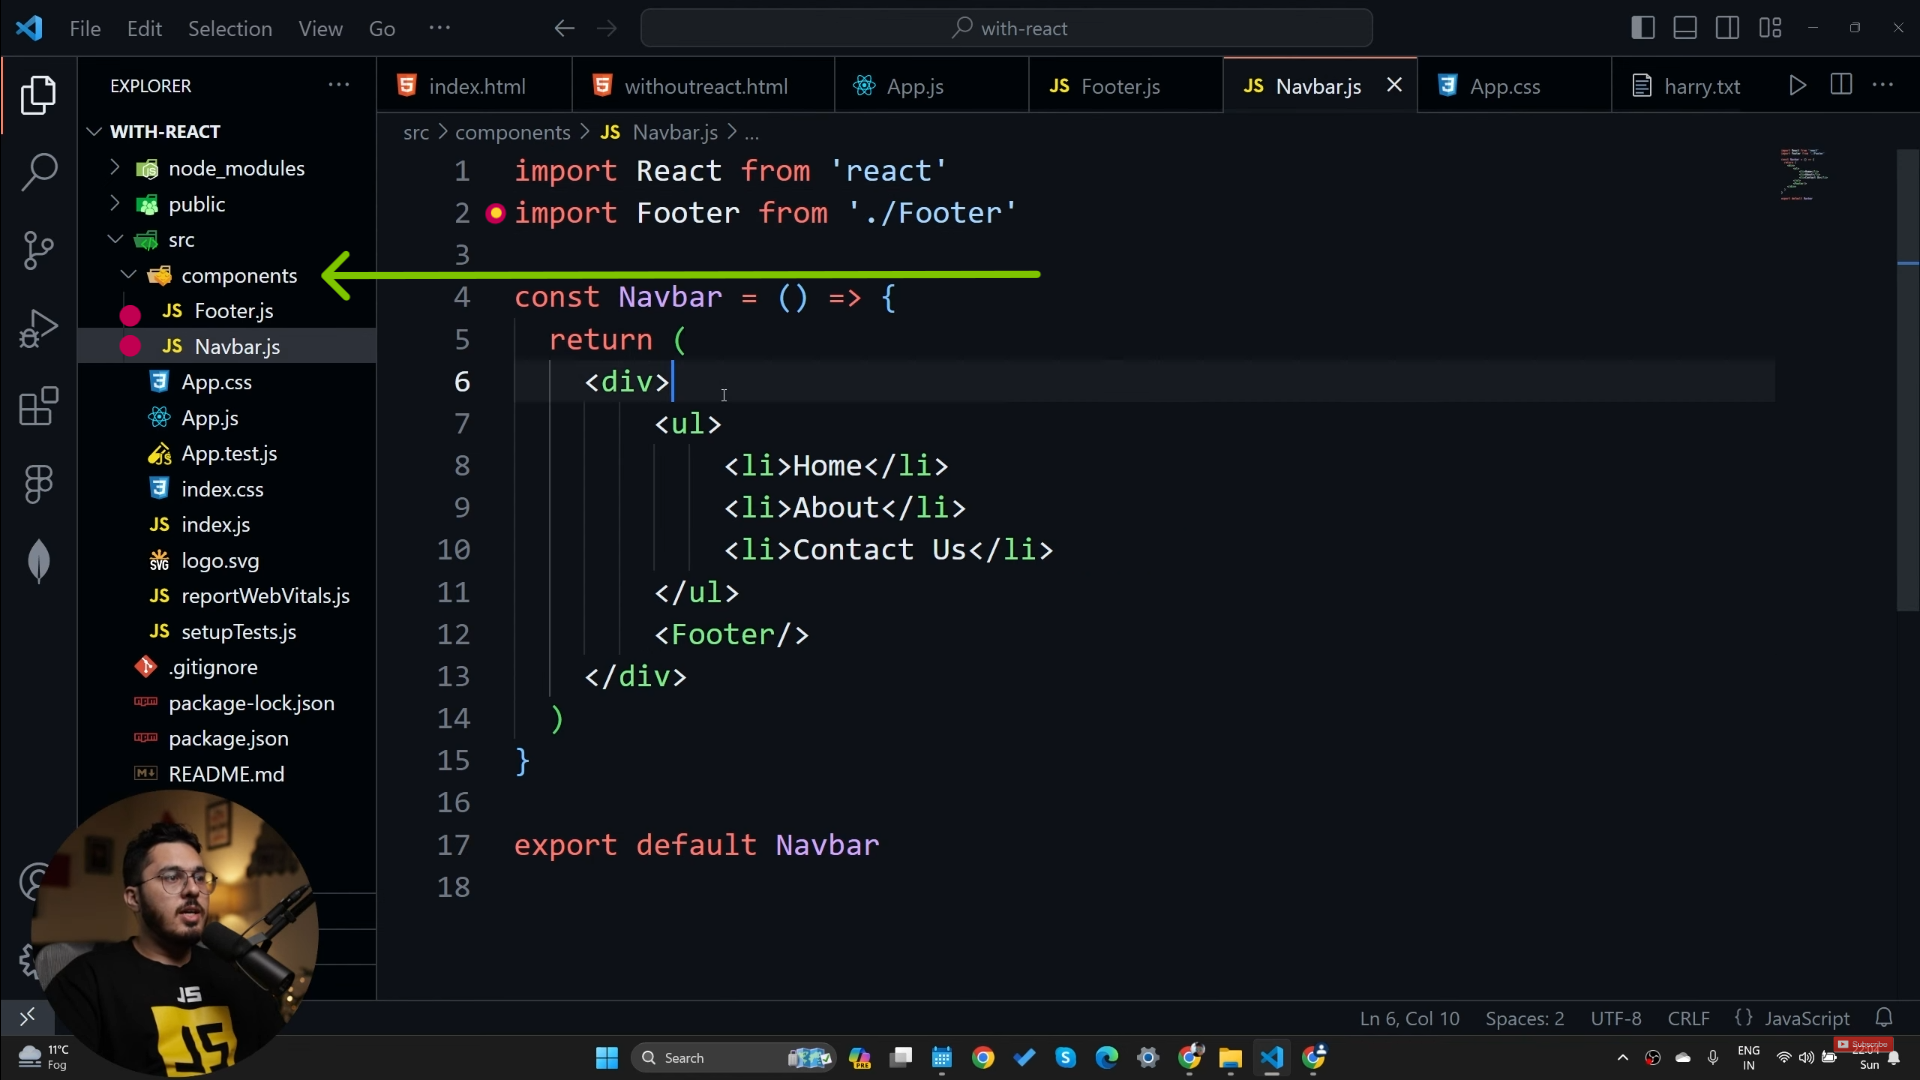 File Edit Selection View Go ··· with-react
EXPLORER ···
index.html withoutreact.html App.js JS Footer.js JS Navbar.js App.css harry.txt ···
WITH-REACT
node_modules
public
src
components
JS Footer.js
JS Navbar.js
App.css
App.js
App.test.js
index.css
JS index.js
SVG logo.svg
JS reportWebVitals.js
JS setupTests.js
.gitignore
package-lock.json
package.json
README.md
src > components > JS Navbar.js > ...
1 import React from 'react'
2 import Footer from './Footer'
3
4 const Navbar = () => {
5 return (
6 <div>
7 <ul>
8 <li>Home</li>
9 <li>About</li>
10 <li>Contact Us</li>
11 </ul>
12 <Footer/>
13 </div>
14 )
15 }
16
17 export default Navbar
18
JS
JS
Ln 6, Col 10 Spaces: 2 UTF-8 CRLF {} JavaScript
11°C
Fog
Search
PRE
ENG
IN
Subscribe
Sun